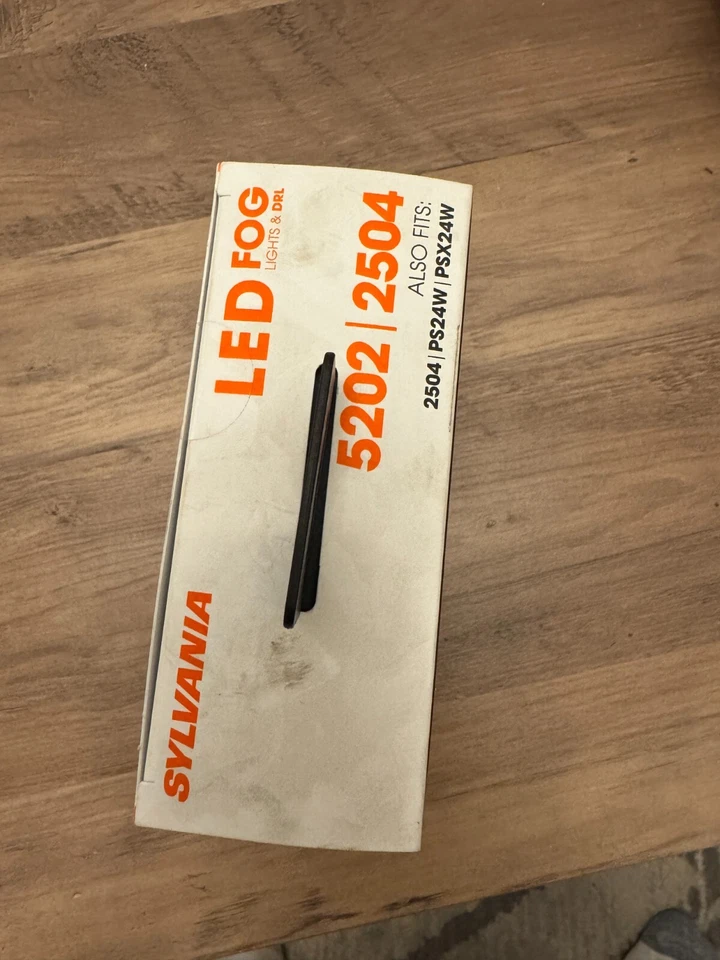 SYLVANIA
LED FOG
LIGHTS & DRL
5202 | 2504
ALSO FITS:
2504 | PS24W | PSX24W